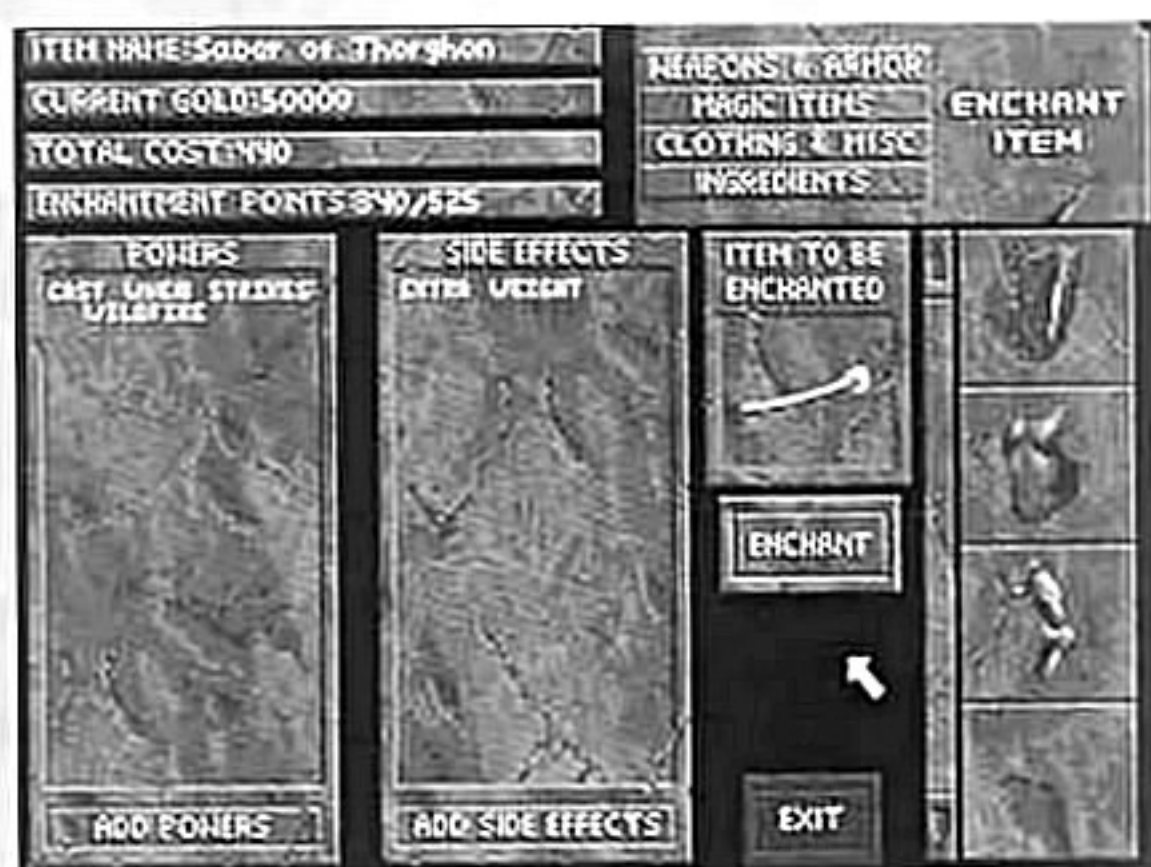 ITEM NAME:Saber of Thorghon
CURRENT GOLD:50000
TOTAL COST:440
ENCHANTMENT POINTS:340/525
WEAPONS & ARMOR
MAGIC ITEMS
CLOTHING & MISC
INGREDIENTS
ENCHANT
ITEM
POWERS
CAST WHEN STRIKES
WILDFIRE
SIDE EFFECTS
EXTRA WEIGHT
ITEM TO BE
ENCHANTED
ENCHANT
EXIT
ADD POWERS
ADD SIDE EFFECTS